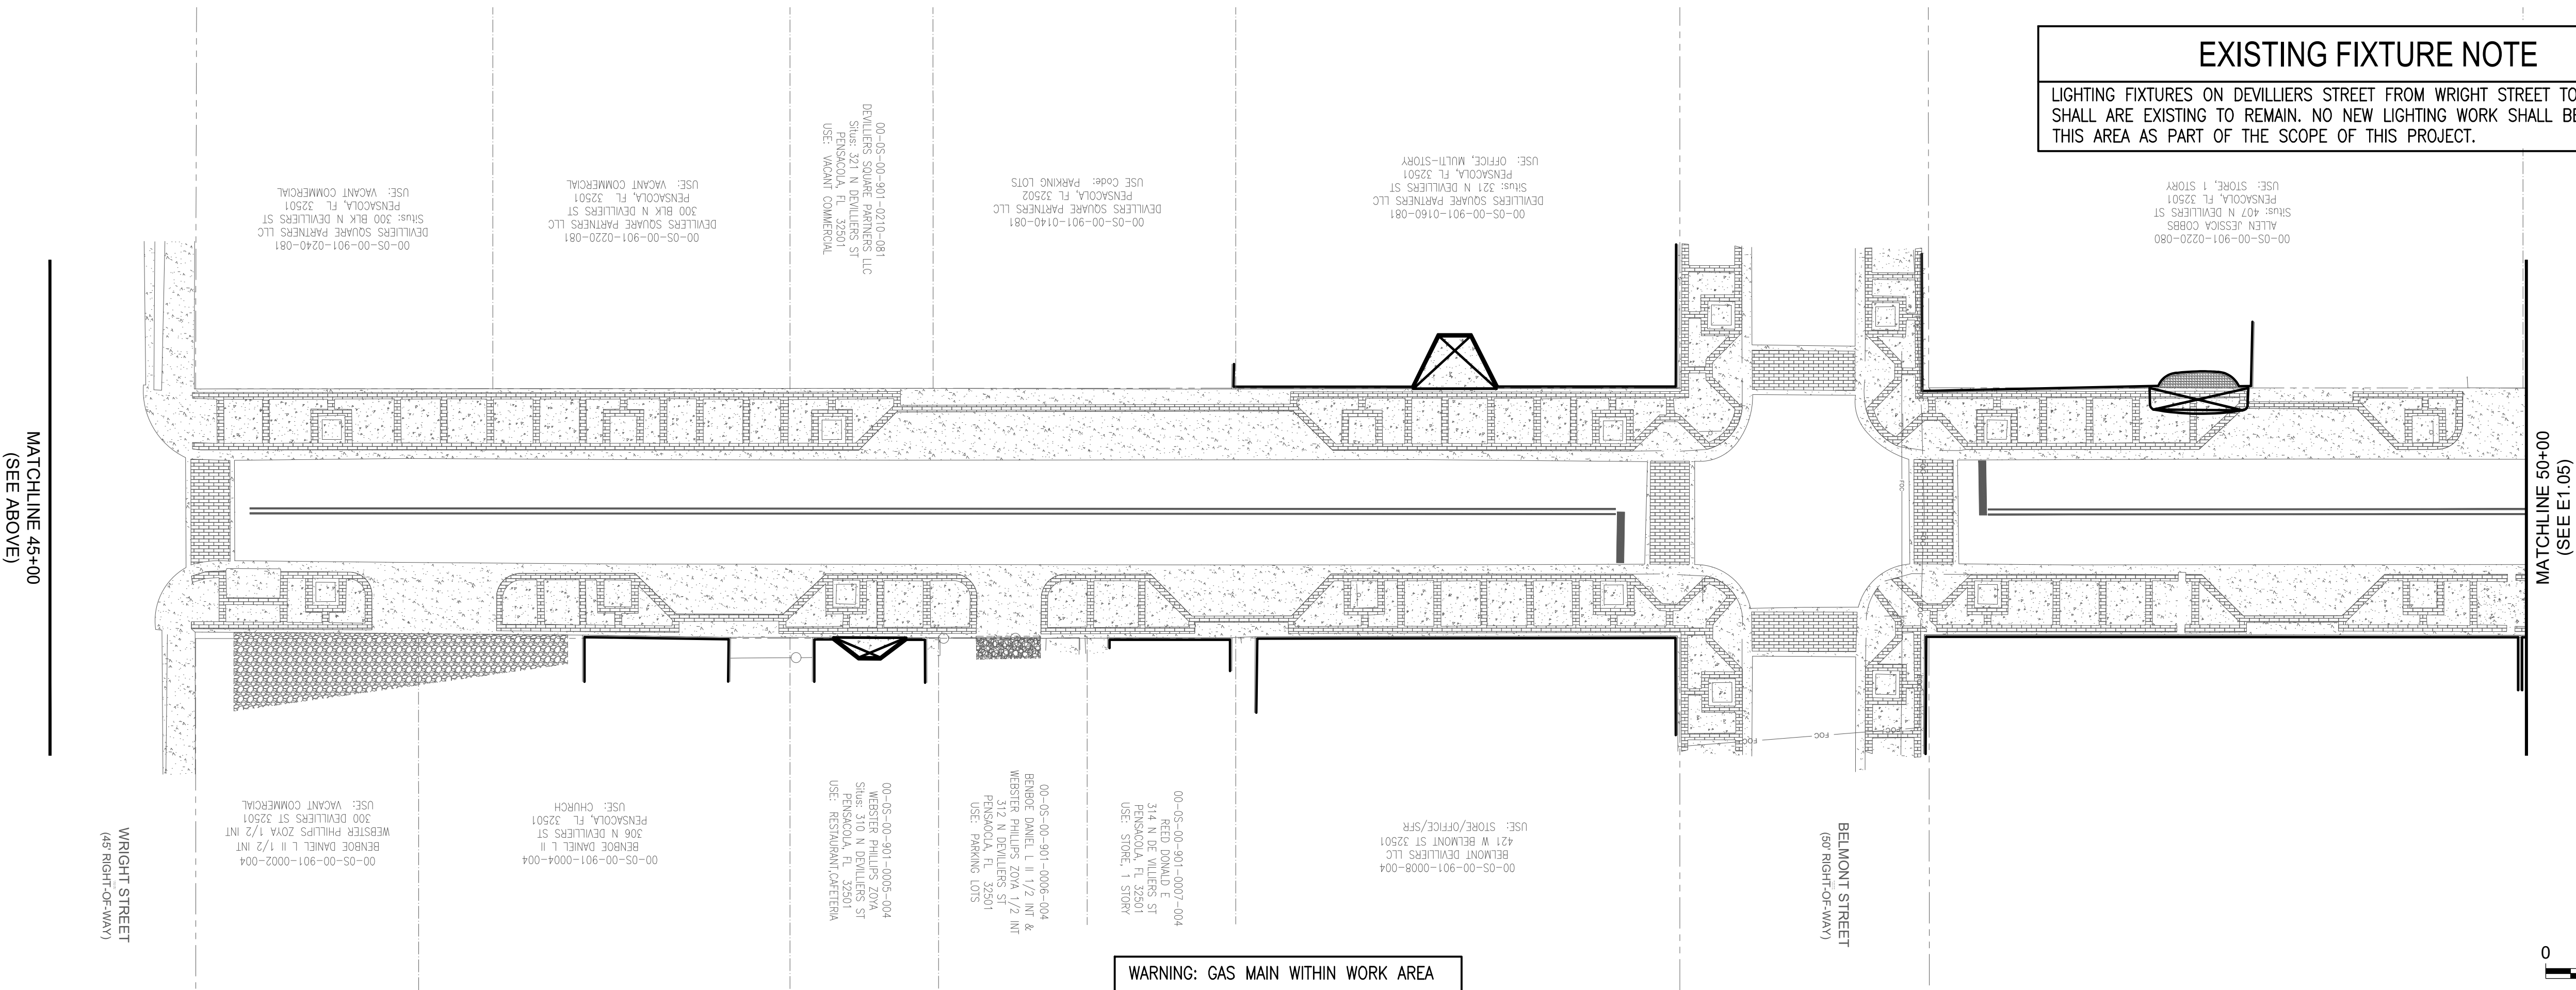 EXISTING FIXTURE NOTE
LIGHTING FIXTURES ON DEVILLIERS STREET FROM WRIGHT STREET TO
SHALL ARE EXISTING TO REMAIN. NO NEW LIGHTING WORK SHALL BE
THIS AREA AS PART OF THE SCOPE OF THIS PROJECT.
00-0S-00-901-0240-081
DEVILLIERS SQUARE PARTNERS LLC
Situs: 300 BLK N DEVILLIERS ST
PENSACOLA, FL 32501
USE: VACANT COMMERCIAL
00-0S-00-901-0220-081
DEVILLIERS SQUARE PARTNERS LLC
300 BLK N DEVILLIERS ST
PENSACOLA, FL 32501
USE: VACANT COMMERCIAL
00-0S-00-901-0210-081
DEVILLIERS SQUARE PARTNERS LLC
Situs: 321 N DEVILLIERS ST
PENSACOLA, FL 32501
USE: VACANT COMMERCIAL
00-0S-00-901-0140-081
DEVILLIERS SQUARE PARTNERS LLC
PENSACOLA, FL 32502
USE Code: PARKING LOTS
00-0S-00-901-0160-081
DEVILLIERS SQUARE PARTNERS LLC
Situs: 321 N DEVILLIERS ST
PENSACOLA, FL 32501
USE: OFFICE, MULTI-STORY
00-0S-00-901-0220-080
ALLEN JESSICA COBBS
Situs: 407 N DEVILLIERS ST
PENSACOLA, FL 32501
USE: STORE, 1 STORY
MATCHLINE 45+00
(SEE ABOVE)
MATCHLINE 50+00
(SEE E1.05)
FOC
FOC
FOC
FOC
WRIGHT STREET
(45' RIGHT-OF-WAY)
00-0S-00-901-0002-004
BENBOE DANIEL L II 1/2 INT
WEBSTER PHILLIPS ZOYA 1/2 INT
300 DEVILLIERS ST 32501
USE: VACANT COMMERCIAL
00-0S-00-901-0004-004
BENBOE DANIEL L II
306 N DEVILLIERS ST
PENSACOLA, FL 32501
USE: CHURCH
00-0S-00-901-0005-004
WEBSTER PHILLIPS ZOYA
Situs: 310 N DEVILLIERS ST
PENSACOLA, FL 32501
USE: RESTAURANT,CAFETERIA
00-0S-00-901-0006-004
BENBOE DANIEL L II 1/2 INT &
WEBSTER PHILLIPS ZOYA 1/2 INT
312 N DEVILLIERS ST
PENSAOCLA, FL 32501
USE: PARKING LOTS
00-0S-00-901-0007-004
REED DONALD E
314 N DE VILLIERS ST
PENSACOLA, FL 32501
USE: STORE, 1 STORY
00-0S-00-901-0008-004
BELMONT DEVILLIERS LLC
421 W BELMONT ST 32501
USE: STORE/OFFICE/SFR
BELMONT STREET
(50' RIGHT-OF-WAY)
WARNING: GAS MAIN WITHIN WORK AREA
0